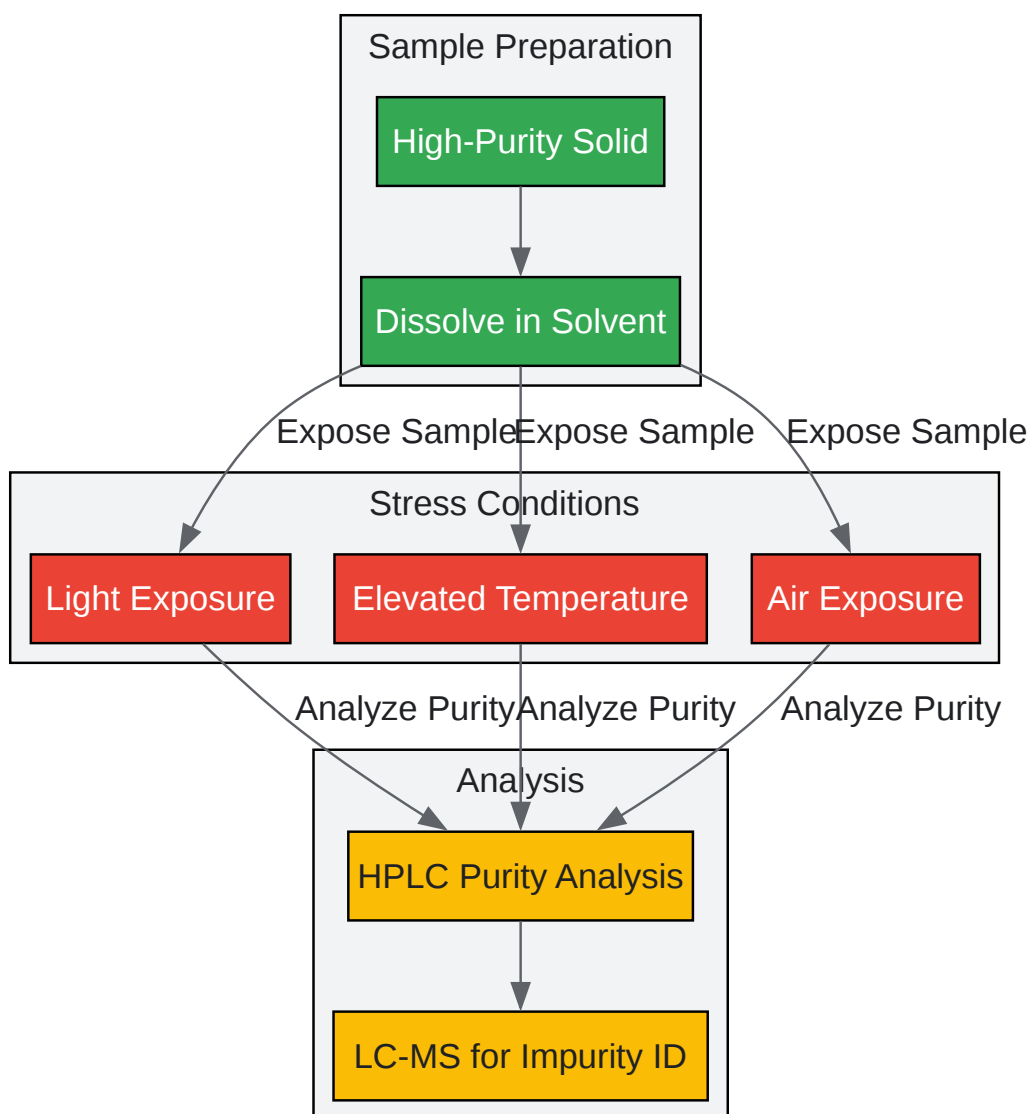 Sample Preparation
High-Purity Solid
Dissolve in Solvent
Expose Sample Expose Sample Expose Sample
Stress Conditions
Light Exposure Elevated Temperature Air Exposure
Analyze Purity Analyze Purity Analyze Purity
Analysis
HPLC Purity Analysis
LC-MS for Impurity ID